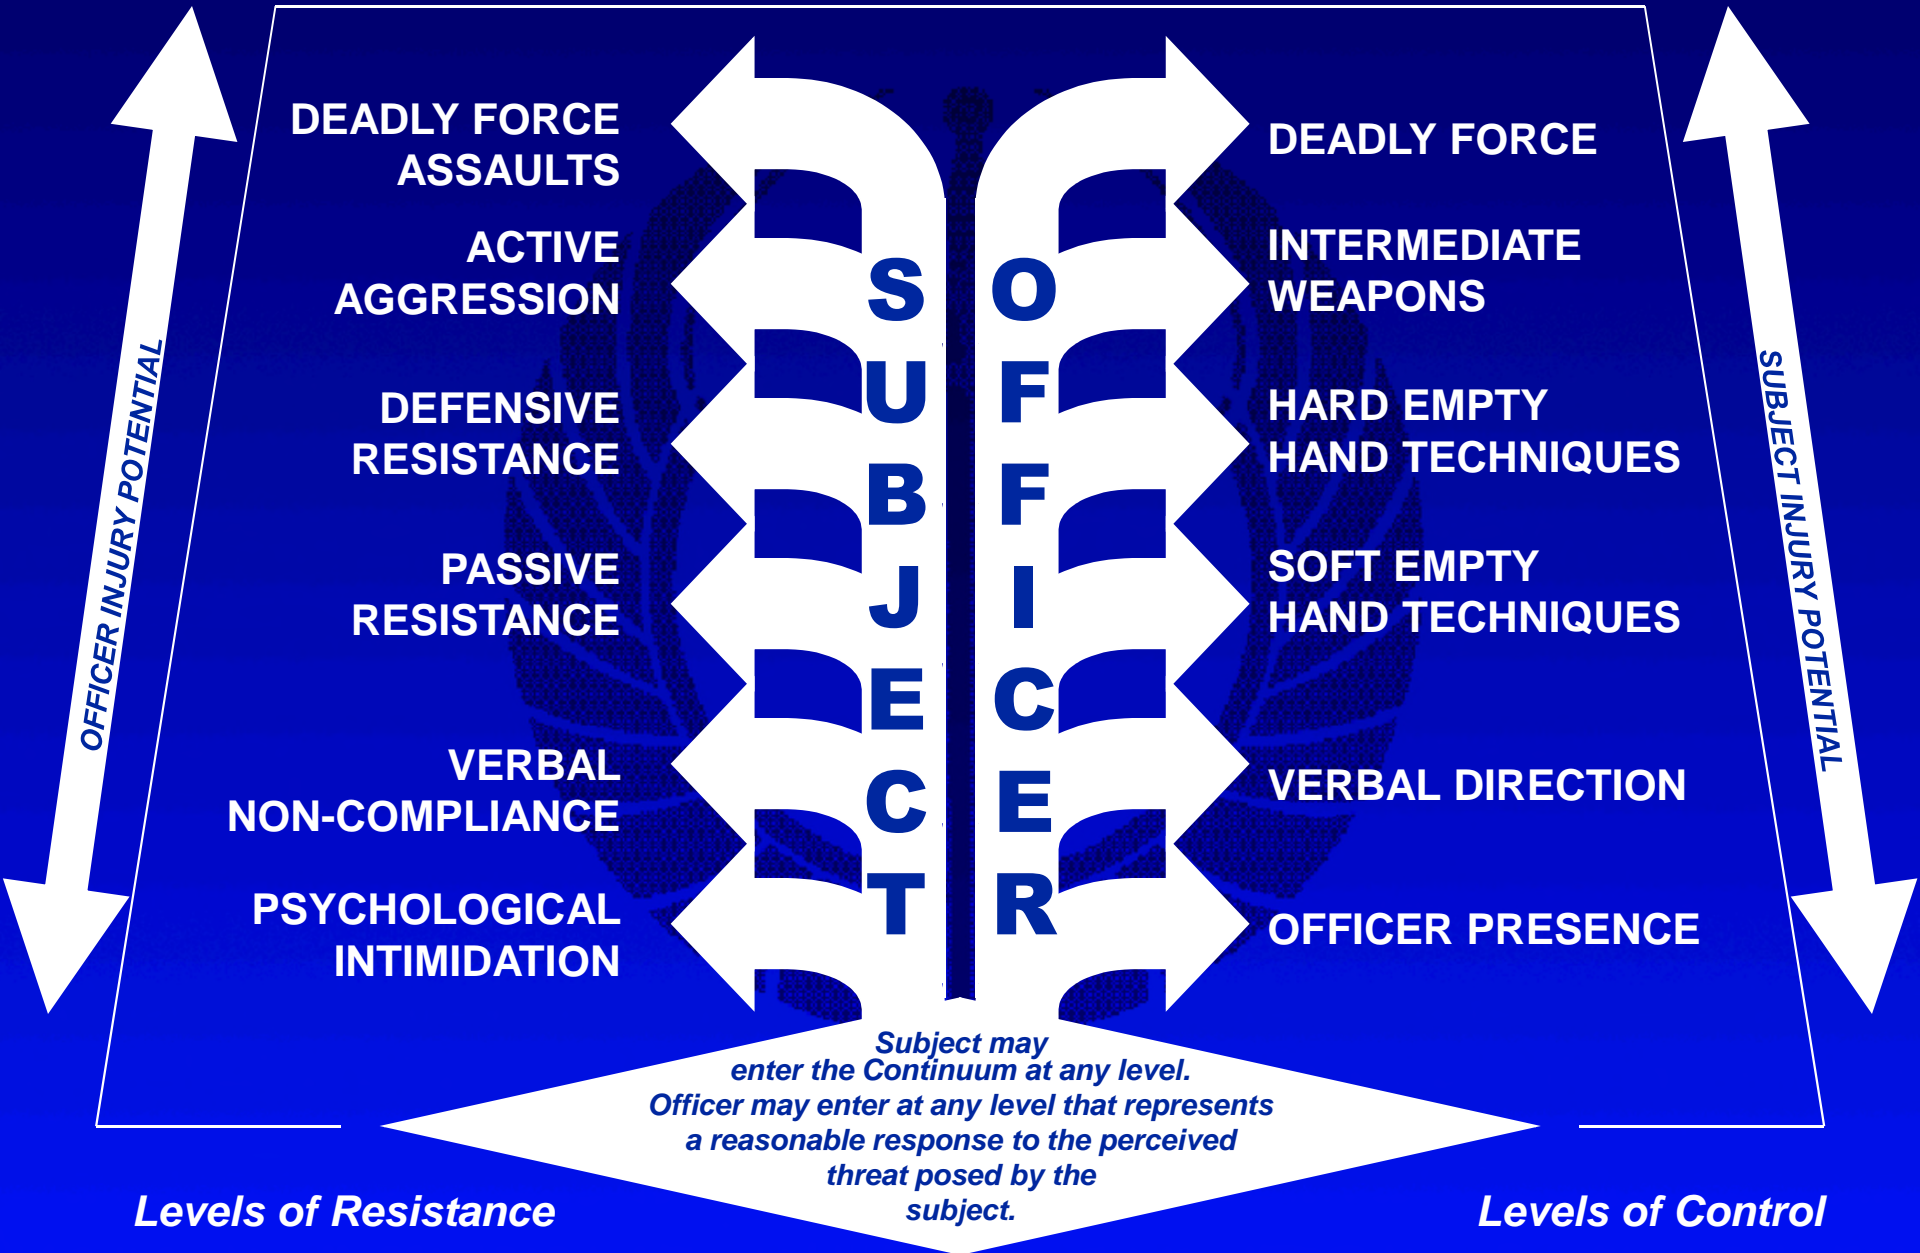 DEADLY FORCE
ASSAULTS
ACTIVE
AGGRESSION
DEFENSIVE
RESISTANCE
PASSIVE
RESISTANCE
VERBAL
NON-COMPLIANCE
PSYCHOLOGICAL
INTIMIDATION
OFFICER INJURY POTENTIAL
SUBJECT
OFFICER
DEADLY FORCE
INTERMEDIATE
WEAPONS
HARD EMPTY
HAND TECHNIQUES
SOFT EMPTY
HAND TECHNIQUES
VERBAL DIRECTION
OFFICER PRESENCE
SUBJECT INJURY POTENTIAL
Subject may
enter the Continuum at any level.
Officer may enter at any level that represents
a reasonable response to the perceived
threat posed by the
subject.
Levels of Resistance
Levels of Control